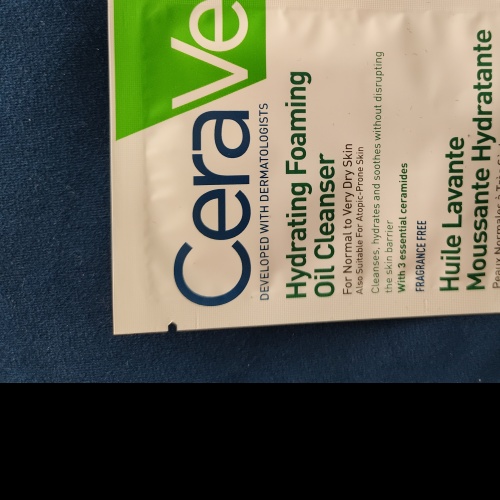 CeraVe
DEVELOPED WITH DERMATOLOGISTS
Hydrating Foaming
Oil Cleanser
For Normal to Very Dry Skin
Also Suitable For Atopic-Prone Skin
Cleanses, hydrates and soothes without disrupting
the skin barrier
With 3 essential ceramides
FRAGRANCE FREE
Huile Lavante
Moussante Hydratante
Peaux Normales à